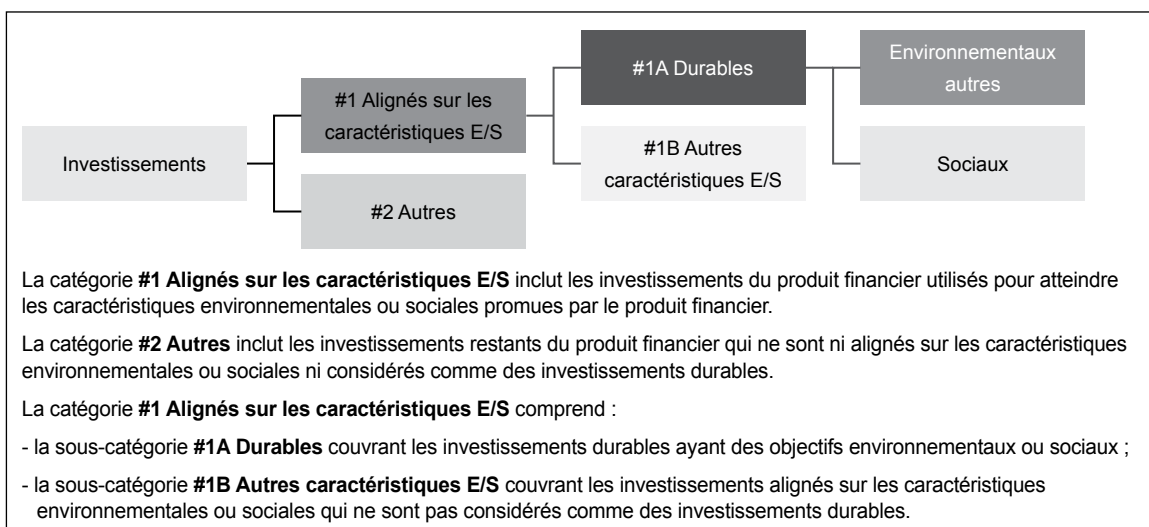 Investissements
#1 Alignés sur les
caractéristiques E/S
#2 Autres
#1A Durables
#1B Autres
caractéristiques E/S
Environnementaux
autres
Sociaux
La catégorie #1 Alignés sur les caractéristiques E/S inclut les investissements du produit financier utilisés pour atteindre
les caractéristiques environnementales ou sociales promues par le produit financier.
La catégorie #2 Autres inclut les investissements restants du produit financier qui ne sont ni alignés sur les caractéristiques
environnementales ou sociales ni considérés comme des investissements durables.
La catégorie #1 Alignés sur les caractéristiques E/S comprend :
- la sous-catégorie #1A Durables couvrant les investissements durables ayant des objectifs environnementaux ou sociaux ;
- la sous-catégorie #1B Autres caractéristiques E/S couvrant les investissements alignés sur les caractéristiques
environnementales ou sociales qui ne sont pas considérés comme des investissements durables.